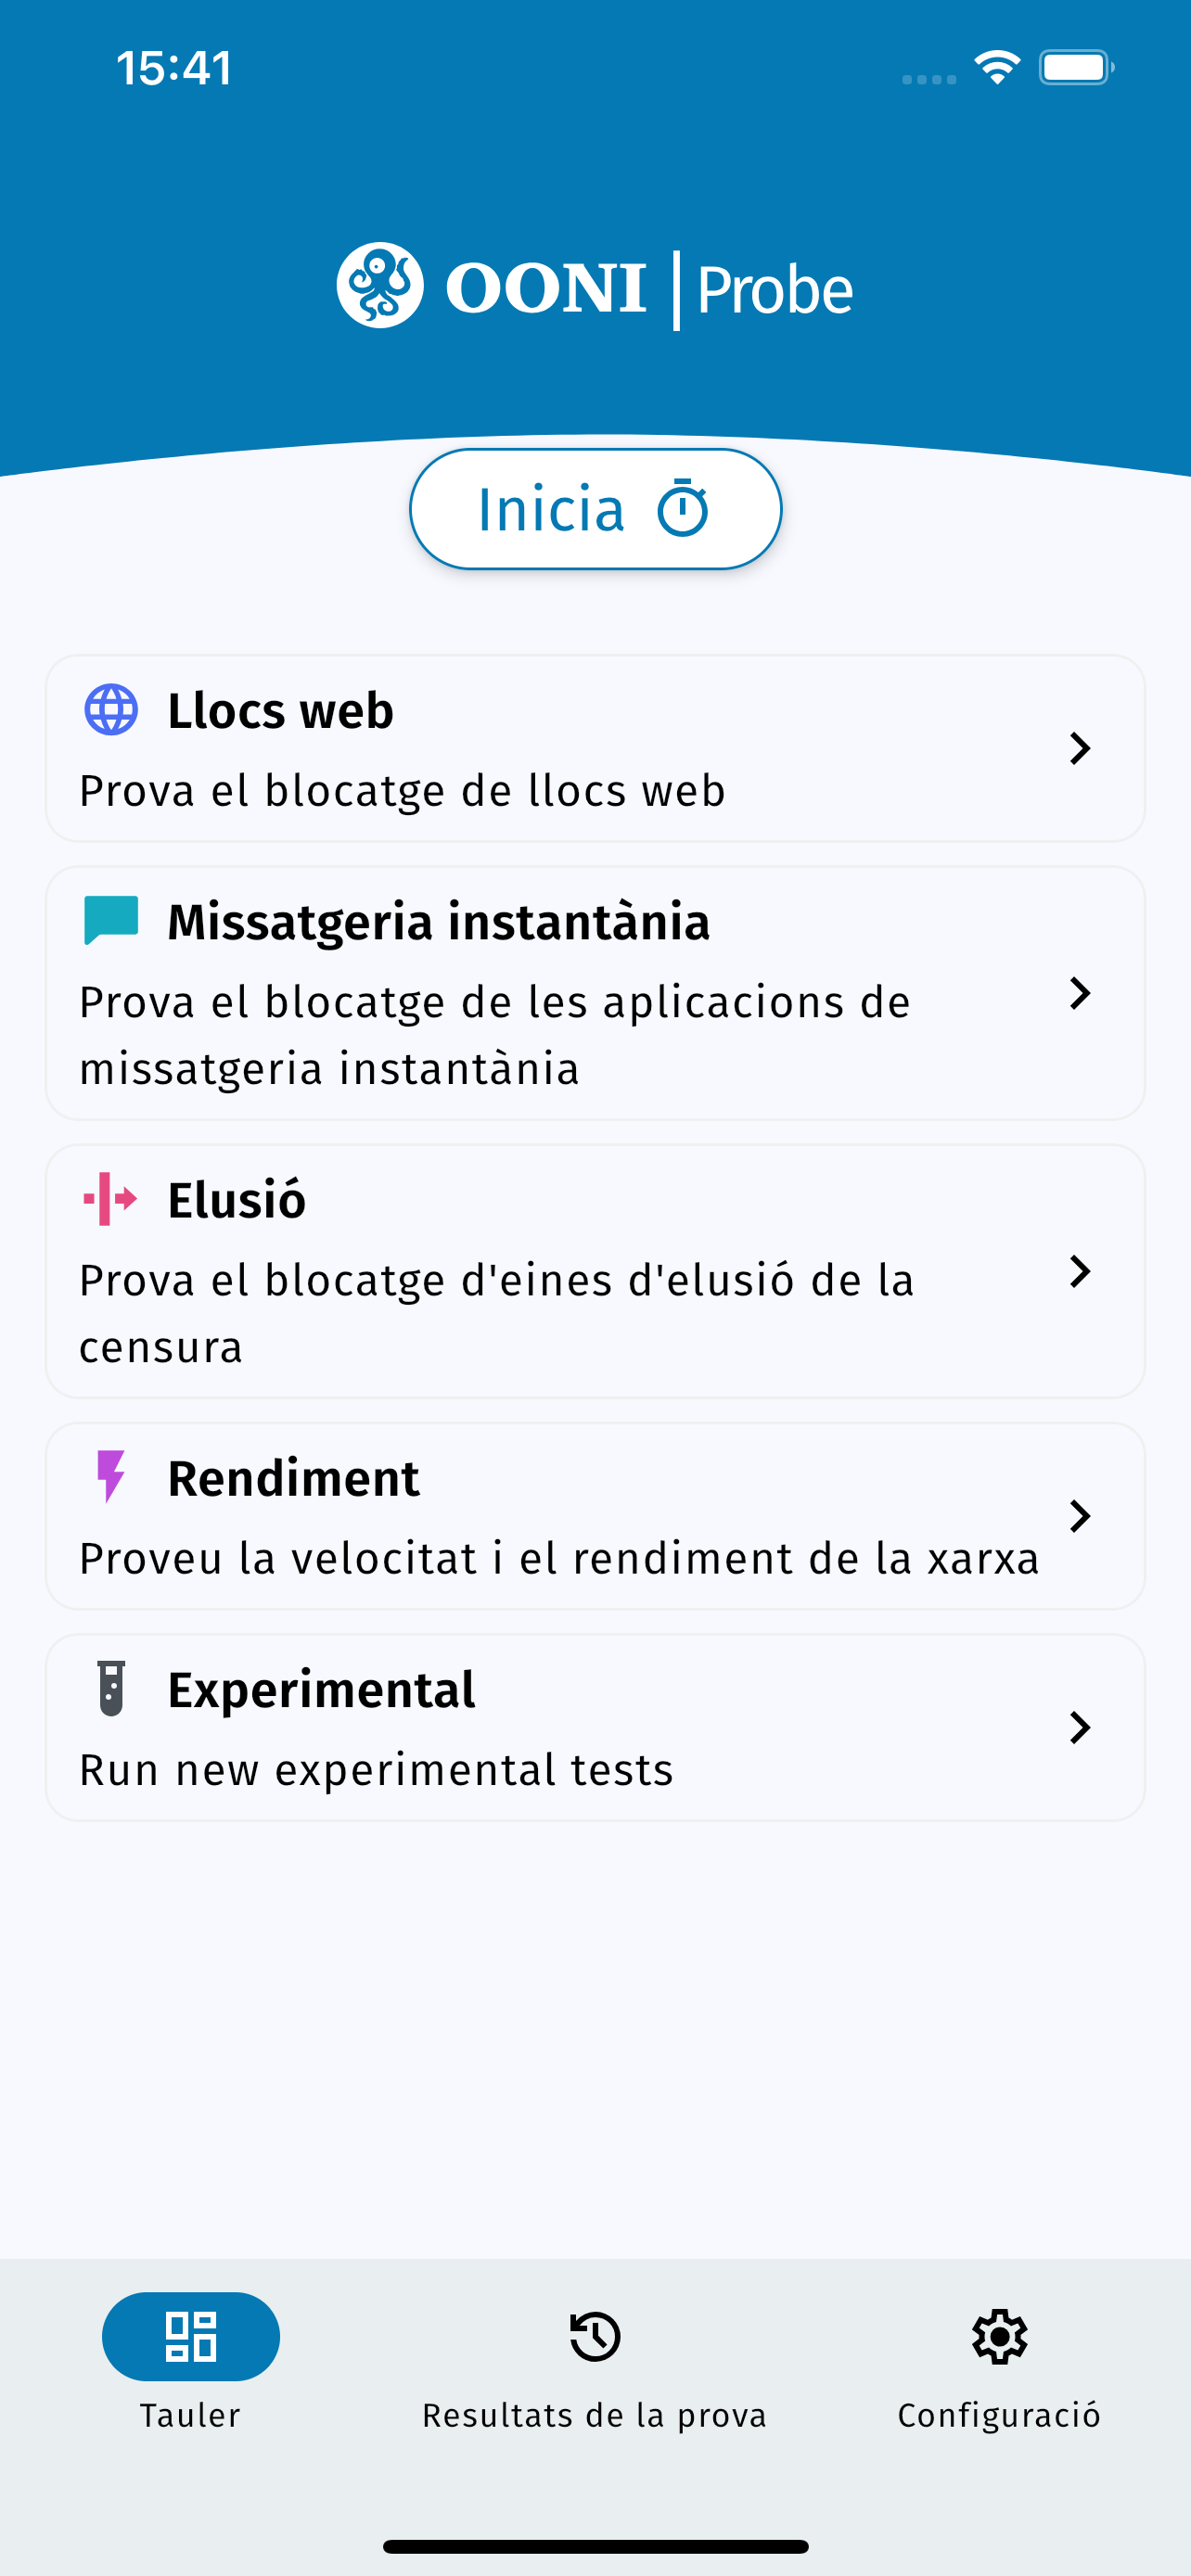 15:41
OONI | Probe
Inicia
Llocs web
Prova el blocatge de llocs web
Missatgeria instantània
Prova el blocatge de les aplicacions de
missatgeria instantània
Elusió
Prova el blocatge d'eines d'elusió de la
censura
Rendiment
Proveu la velocitat i el rendiment de la xarxa
Experimental
Run new experimental tests
Tauler
Resultats de la prova
Configuració